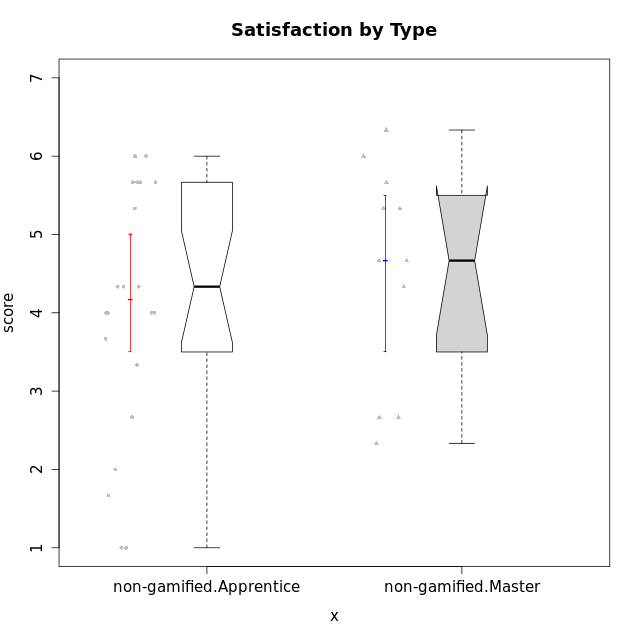 Satisfaction by Type
7
6
5
4
3
2
1
score
non-gamified.Apprentice
non-gamified.Master
x